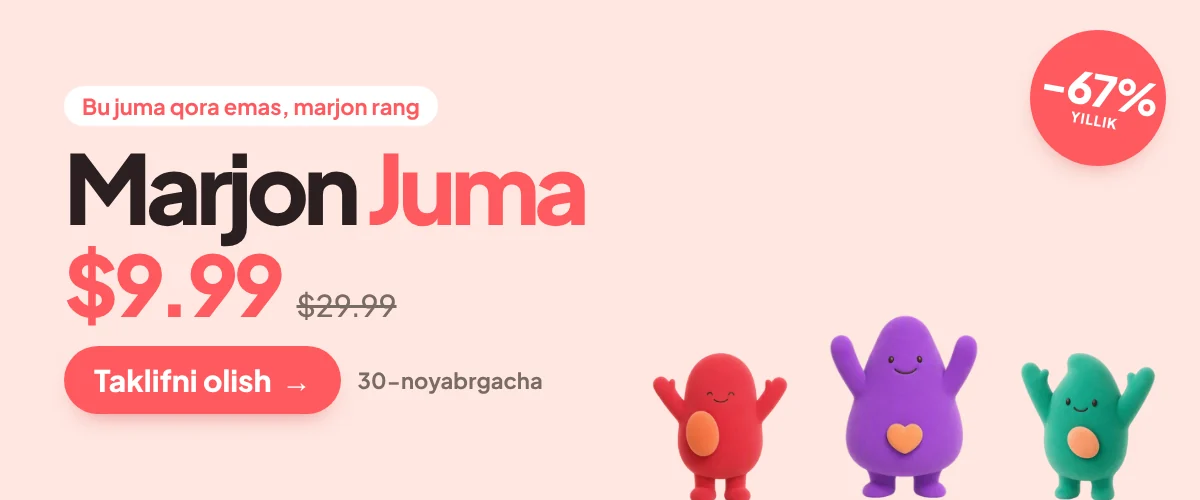 Bu juma qora emas, marjon rang
Marjon Juma
$9.99 $29.99
Taklifni olish →
30-noyabrgacha
-67%
YILLIK